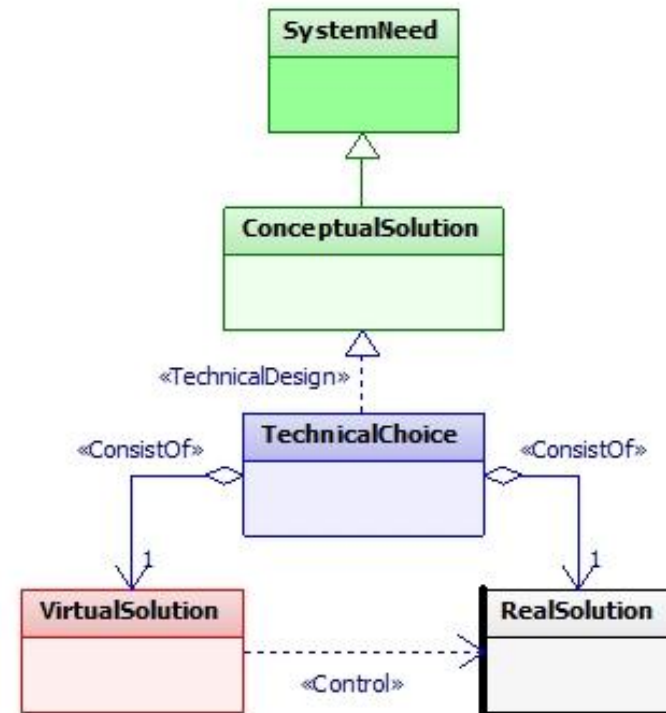 SystemNeed
ConceptualSolution
«TechnicalDesign»
TechnicalChoice
«ConsistOf»
«ConsistOf»
1
1
VirtualSolution
RealSolution
«Control»